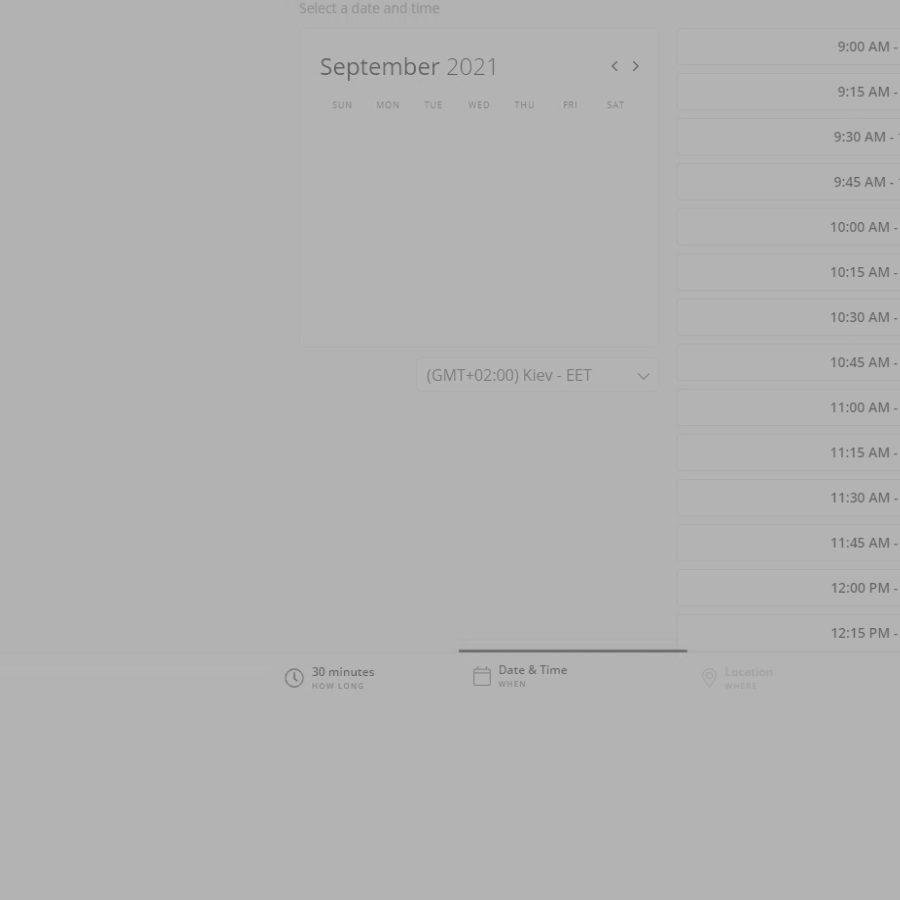 Select a date and time
September 2021
SUN MON TUE WED THU FRI SAT
(GMT+02:00) Kiev - EET
9:00 AM -
9:15 AM -
9:30 AM -
9:45 AM -
10:00 AM -
10:15 AM -
10:30 AM -
10:45 AM -
11:00 AM -
11:15 AM -
11:30 AM -
11:45 AM -
12:00 PM -
12:15 PM -
30 minutes
HOW LONG
Date & Time
WHEN
Location
WHERE